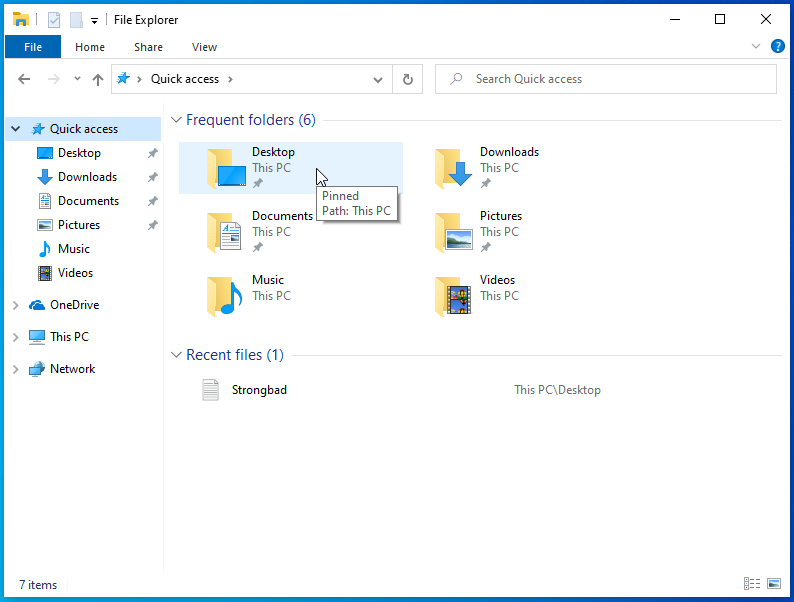 File Explorer
File Home Share View
Quick access
Search Quick access
Quick access
Desktop
Downloads
Documents
Pictures
Music
Videos
OneDrive
This PC
Network
Frequent folders (6)
Desktop
This PC
Downloads
This PC
Documents
This PC
Pictures
This PC
Music
This PC
Videos
This PC
Pinned
Path: This PC
Recent files (1)
Strongbad This PC\Desktop
7 items